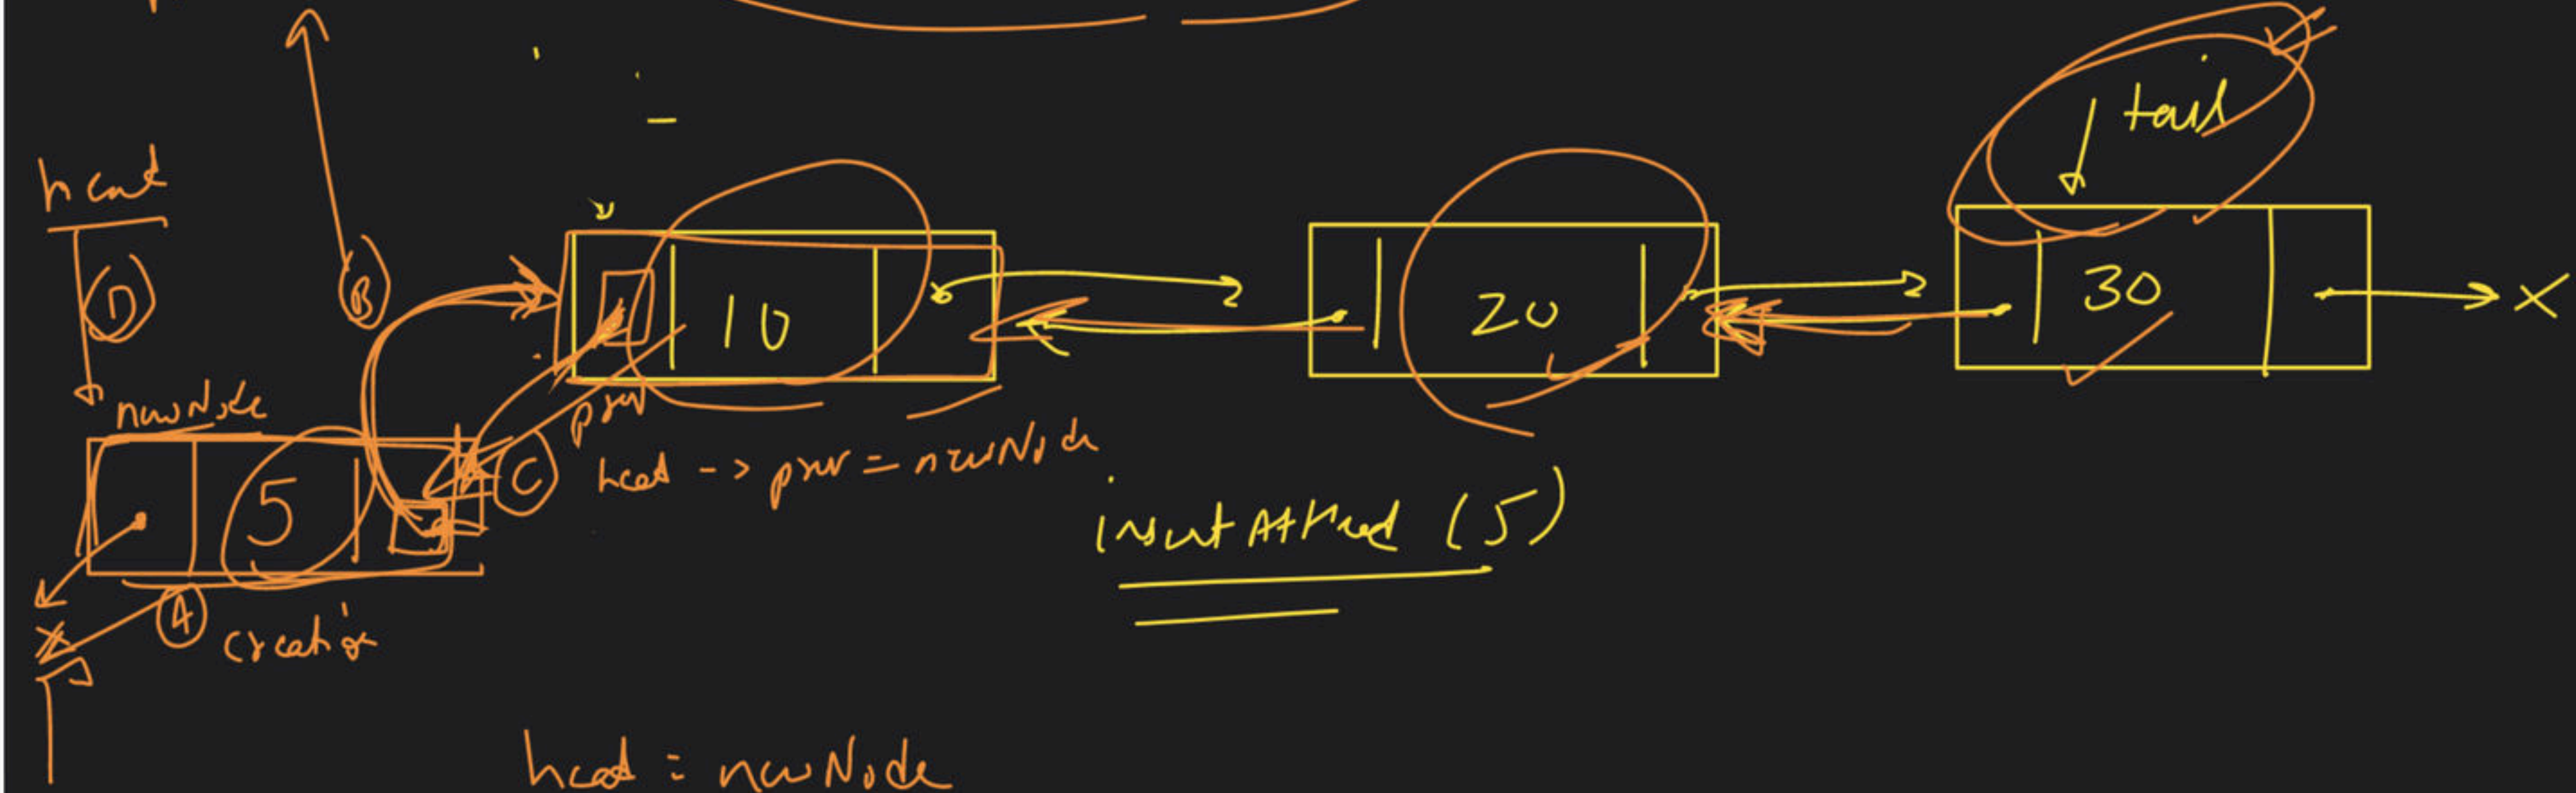 tail
head
D
B
10
20
30
X
newNode
prev
5
C
head -> prev = newNode
insertAtHead (5)
X
A
creation
head = newNode